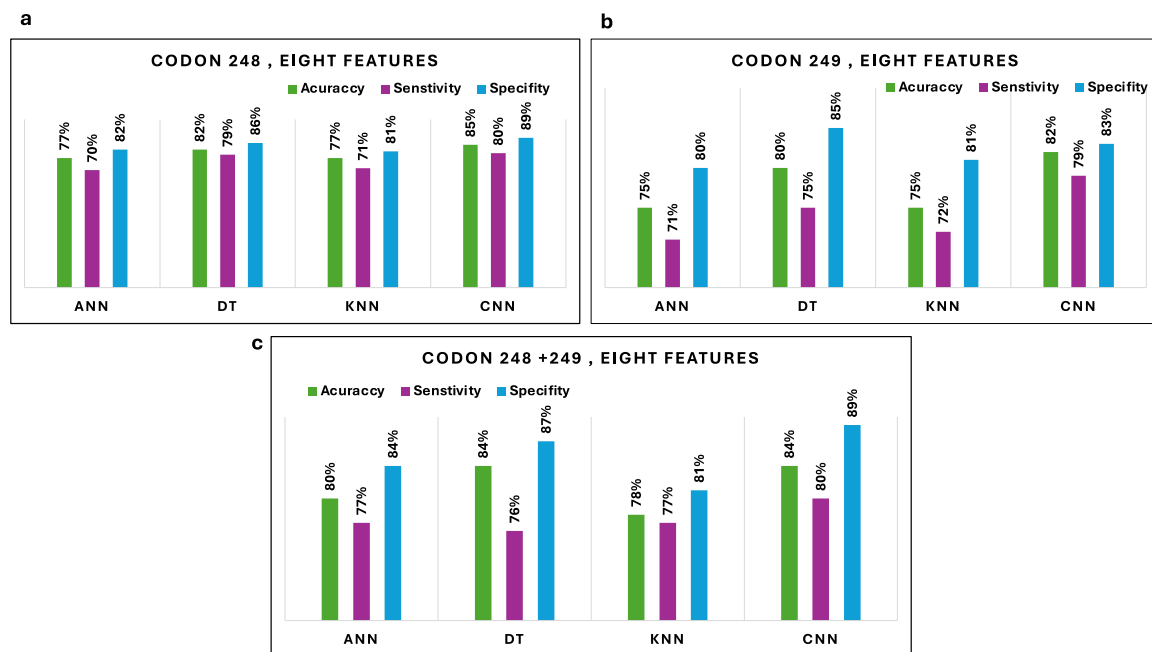 a
CODON 248 , EIGHT FEATURES
Acuraccy Senstivity Specifity
77% 70% 82% 82% 79% 86% 77% 71% 81% 85% 80% 89%
ANN DT KNN CNN
b
CODON 249 , EIGHT FEATURES
Acuraccy Senstivity Specifity
75% 71% 80% 80% 75% 85% 75% 72% 81% 82% 79% 83%
ANN DT KNN CNN
c
CODON 248 +249 , EIGHT FEATURES
Acuraccy Senstivity Specifity
80% 77% 84% 84% 76% 87% 78% 77% 81% 84% 80% 89%
ANN DT KNN CNN